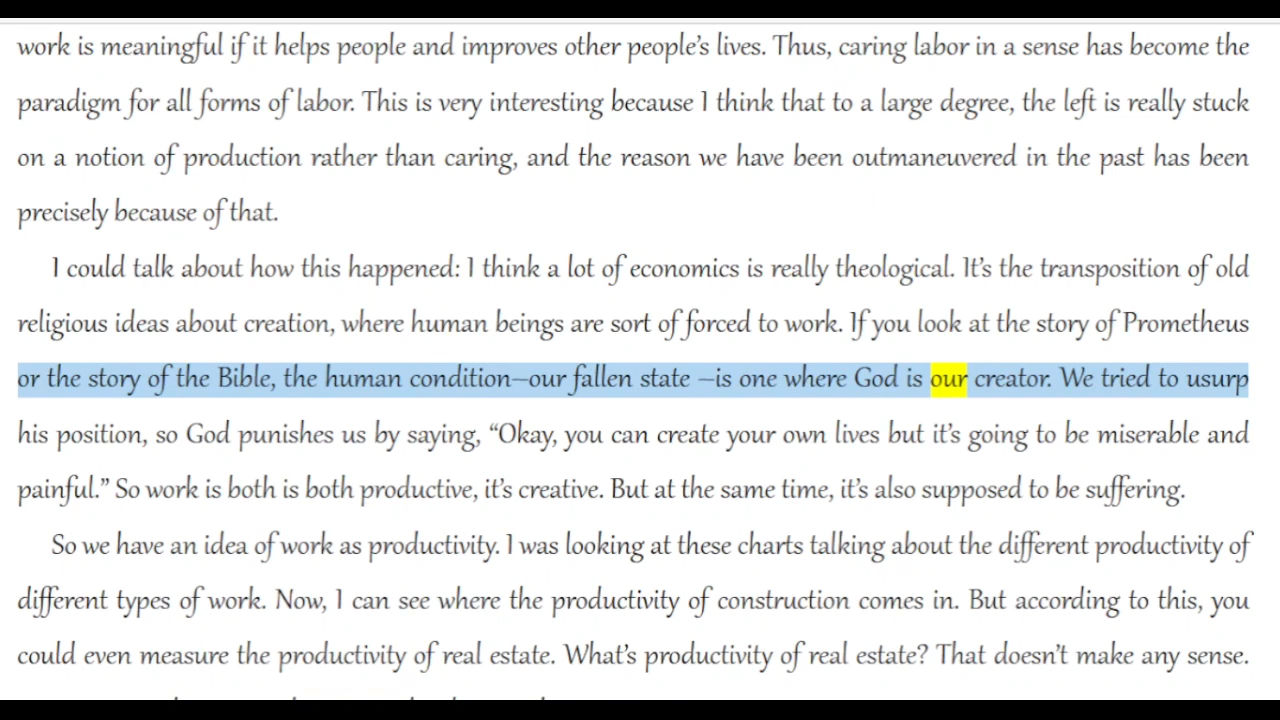 work is meaningful if it helps people and improves other people's lives. Thus, caring labor in a sense has become the
paradigm for all forms of labor. This is very interesting because I think that to a large degree, the left is really stuck
on a notion of production rather than caring, and the reason we have been outmaneuvered in the past has been
precisely because of that.
I could talk about how this happened: I think a lot of economics is really theological. It's the transposition of old
religious ideas about creation, where human beings are sort of forced to work. If you look at the story of Prometheus
or the story of the Bible, the human condition—our fallen state —is one where God is our creator. We tried to usurp
his position, so God punishes us by saying, “Okay, you can create your own lives but it's going to be miserable and
painful.” So work is both is both productive, it's creative. But at the same time, it's also supposed to be suffering.
So we have an idea of work as productivity. I was looking at these charts talking about the different productivity of
different types of work. Now, I can see where the productivity of construction comes in. But according to this, you
could even measure the productivity of real estate. What's productivity of real estate? That doesn't make any sense.